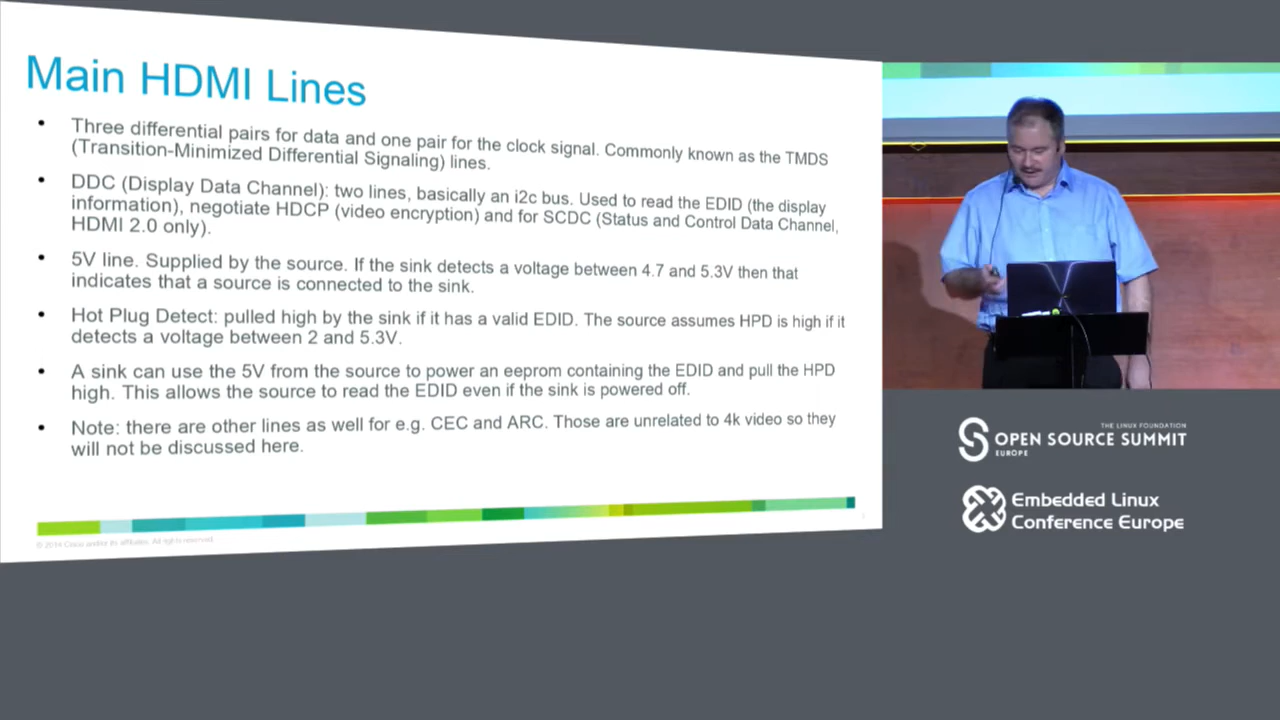 Main HDMI Lines
• Three differential pairs for data and one pair for the clock signal. Commonly known as the TMDS
(Transition-Minimized Differential Signaling) lines.
• DDC (Display Data Channel): two lines, basically an i2c bus. Used to read the EDID (the display
information), negotiate HDCP (video encryption) and for SCDC (Status and Control Data Channel,
HDMI 2.0 only).
• 5V line. Supplied by the source. If the sink detects a voltage between 4.7 and 5.3V then that
indicates that a source is connected to the sink.
• Hot Plug Detect: pulled high by the sink if it has a valid EDID. The source assumes HPD is high if it
detects a voltage between 2 and 5.3V.
• A sink can use the 5V from the source to power an eeprom containing the EDID and pull the HPD
high. This allows the source to read the EDID even if the sink is powered off.
• Note: there are other lines as well for e.g. CEC and ARC. Those are unrelated to 4k video so they
will not be discussed here.
Cisco and/or its affiliates. All rights reserved.
THE LINUX FOUNDATION
OPEN SOURCE SUMMIT
EUROPE
Embedded Linux
Conference Europe